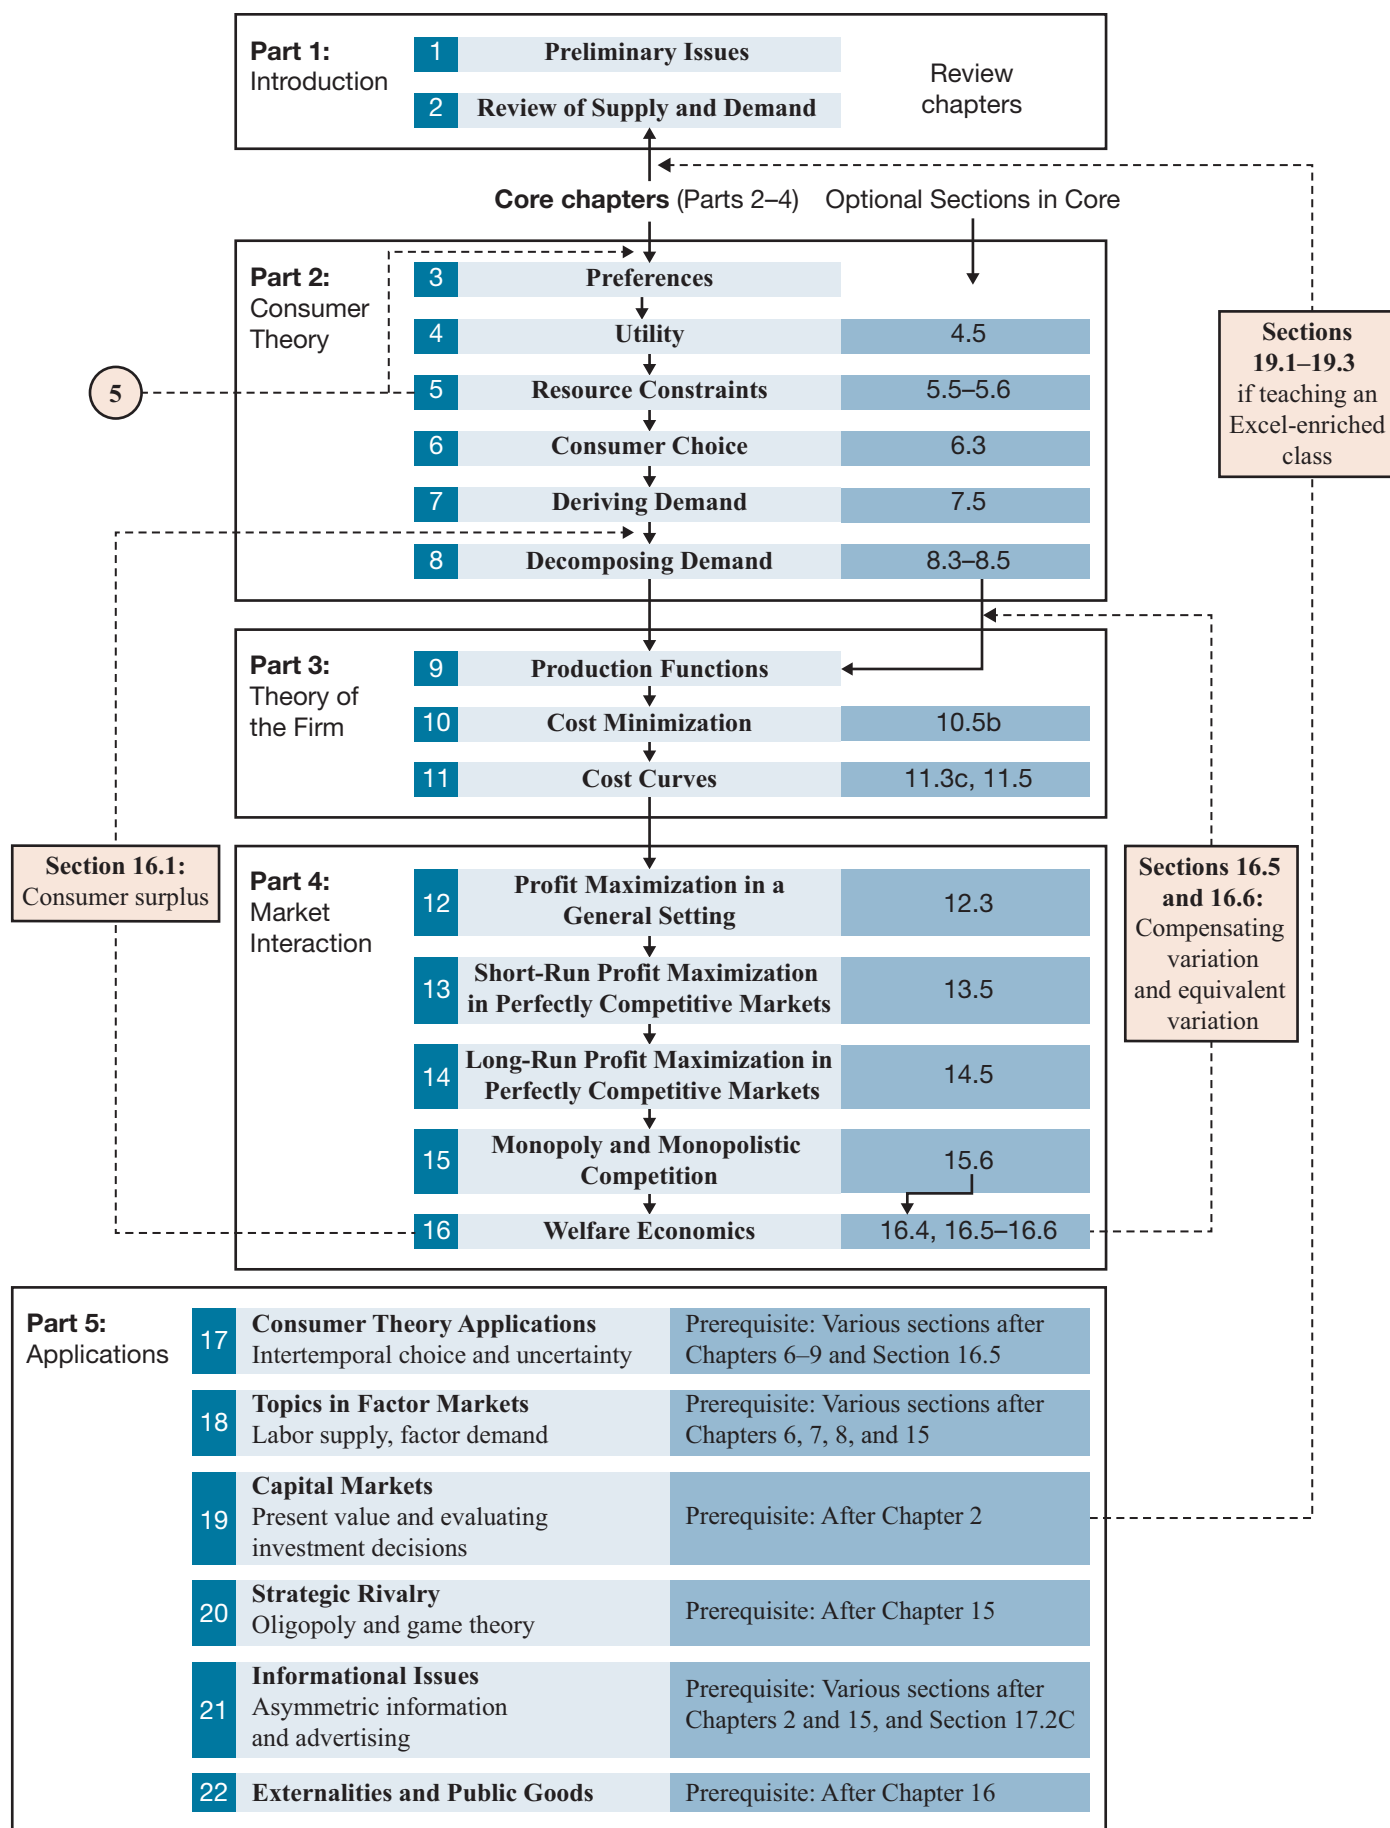 Part 1:
Introduction
1 Preliminary Issues
2 Review of Supply and Demand
Review
chapters
Core chapters (Parts 2–4) Optional Sections in Core
Part 2:
Consumer
Theory
3 Preferences
4 Utility 4.5
5 Resource Constraints 5.5–5.6
6 Consumer Choice 6.3
7 Deriving Demand 7.5
8 Decomposing Demand 8.3–8.5
5
Sections
19.1–19.3
if teaching an
Excel-enriched
class
Part 3:
Theory of
the Firm
9 Production Functions
10 Cost Minimization 10.5b
11 Cost Curves 11.3c, 11.5
Section 16.1:
Consumer surplus
Part 4:
Market
Interaction
12 Profit Maximization in a
General Setting 12.3
13 Short-Run Profit Maximization
in Perfectly Competitive Markets 13.5
14 Long-Run Profit Maximization in
Perfectly Competitive Markets 14.5
15 Monopoly and Monopolistic
Competition 15.6
16 Welfare Economics 16.4, 16.5–16.6
Sections 16.5
and 16.6:
Compensating
variation
and equivalent
variation
Part 5:
Applications
17 Consumer Theory Applications
Intertemporal choice and uncertainty
Prerequisite: Various sections after
Chapters 6–9 and Section 16.5
18 Topics in Factor Markets
Labor supply, factor demand
Prerequisite: Various sections after
Chapters 6, 7, 8, and 15
19 Capital Markets
Present value and evaluating
investment decisions
Prerequisite: After Chapter 2
20 Strategic Rivalry
Oligopoly and game theory
Prerequisite: After Chapter 15
21 Informational Issues
Asymmetric information
and advertising
Prerequisite: Various sections after
Chapters 2 and 15, and Section 17.2C
22 Externalities and Public Goods
Prerequisite: After Chapter 16